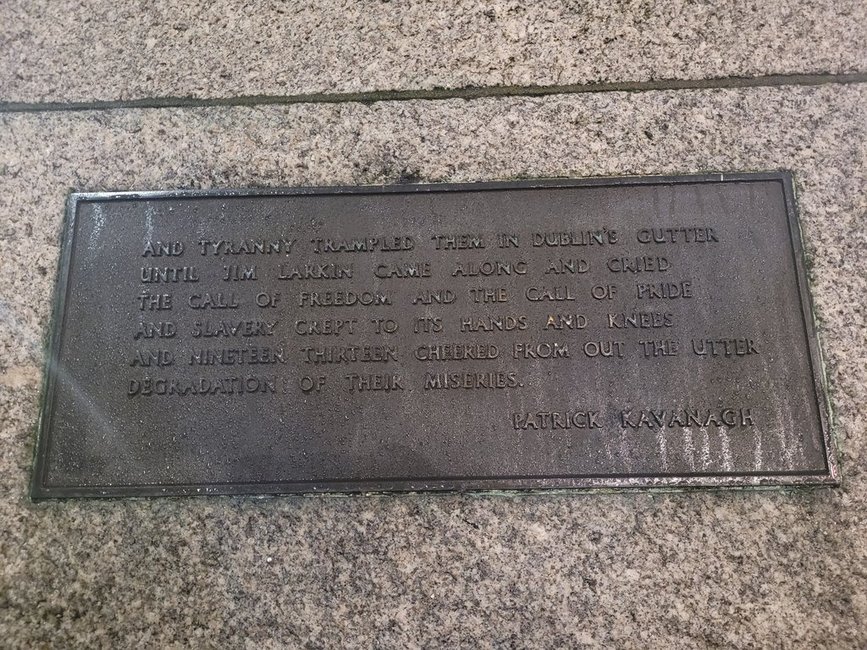 AND TYRANNY TRAMPLED THEM IN DUBLIN'S GUTTER
UNTIL JIM LARKIN CAME ALONG AND CRIED
THE CALL OF FREEDOM AND THE CALL OF PRIDE
AND SLAVERY CREPT TO ITS HANDS AND KNEES
AND NINETEEN THIRTEEN CHEERED FROM OUT THE UTTER
DEGRADATION OF THEIR MISERIES.
PATRICK KAVANAGH